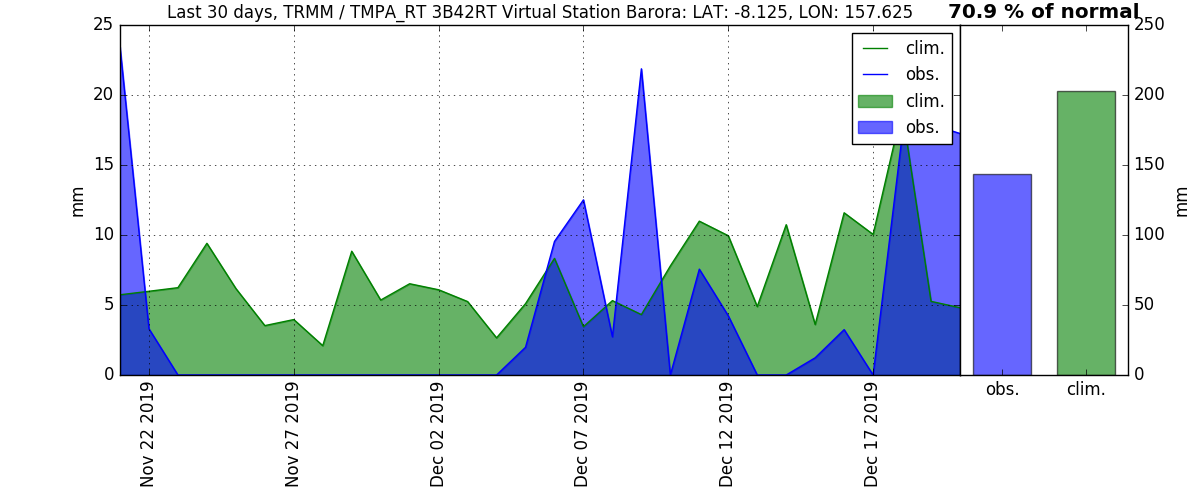 Last 30 days, TRMM / TMPA_RT 3B42RT Virtual Station Barora: LAT: -8.125, LON: 157.625
70.9 % of normal
25
20
15
10
5
0
mm
clim.
obs.
clim.
obs.
250
200
150
100
50
0
mm
Nov 22 2019
Nov 27 2019
Dec 02 2019
Dec 07 2019
Dec 12 2019
Dec 17 2019
obs.
clim.